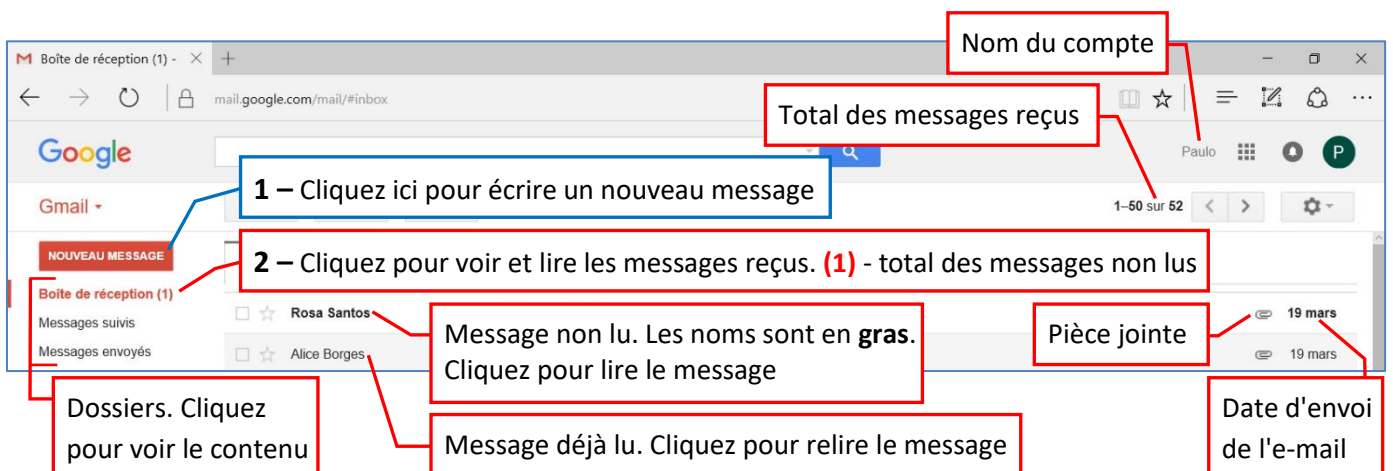 Nom du compte
Boîte de réception (1) -
mail.google.com/mail/#inbox
Total des messages reçus
Google
Paulo
P
1 – Cliquez ici pour écrire un nouveau message
Gmail
1–50 sur 52
NOUVEAU MESSAGE
2 – Cliquez pour voir et lire les messages reçus. (1) - total des messages non lus
Boîte de réception (1)
Messages suivis
Messages envoyés
Rosa Santos
19 mars
Message non lu. Les noms sont en gras.
Cliquez pour lire le message
Pièce jointe
Alice Borges
19 mars
Dossiers. Cliquez
pour voir le contenu
Message déjà lu. Cliquez pour relire le message
Date d'envoi
de l'e-mail